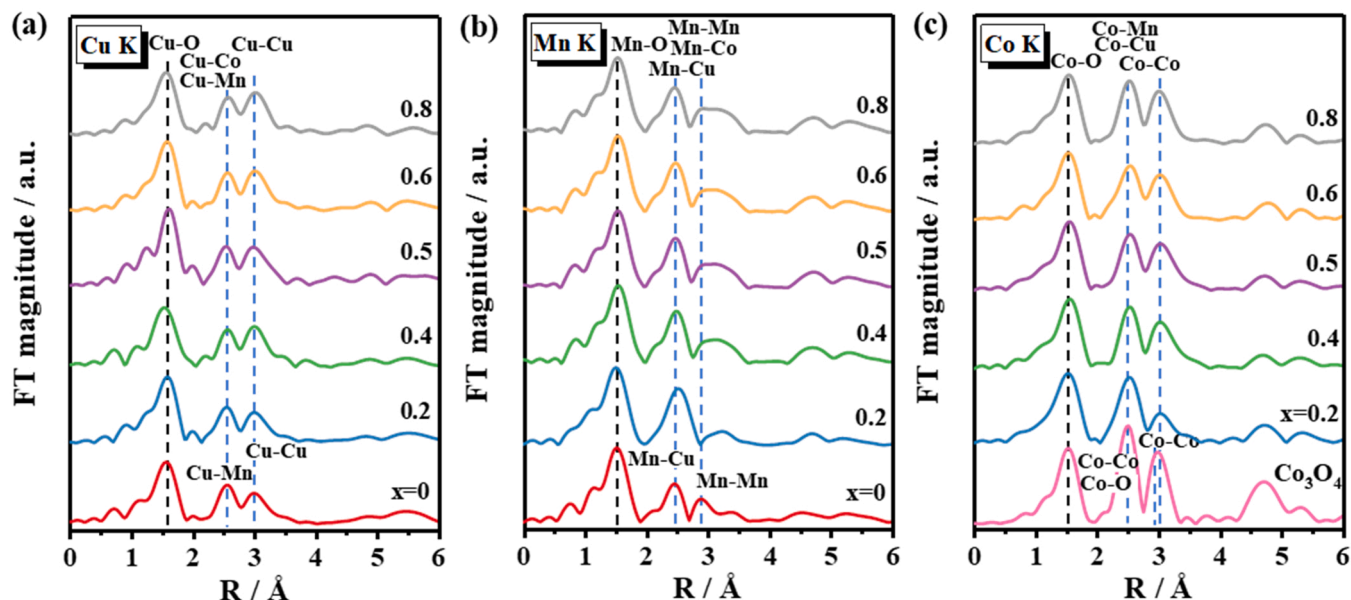 (a)
Cu K
Cu–O
Cu–Co
Cu–Mn
Cu–Cu
0.8
0.6
0.5
0.4
0.2
Cu–Cu
Cu–Mn
x=0
FT magnitude / a.u.
0 1 2 3 4 5 6
R / Å
(b)
Mn K
Mn–O
Mn–Mn
Mn–Co
Mn–Cu
0.8
0.6
0.5
0.4
0.2
Mn–Cu
Mn–Mn
x=0
FT magnitude / a.u.
0 1 2 3 4 5 6
R / Å
(c)
Co K
Co–O
Co–Mn
Co–Cu
Co–Co
0.8
0.6
0.5
0.4
x=0.2
Co–Co
Co–Co
Co–O
Co₃O₄
FT magnitude / a.u.
0 1 2 3 4 5 6
R / Å